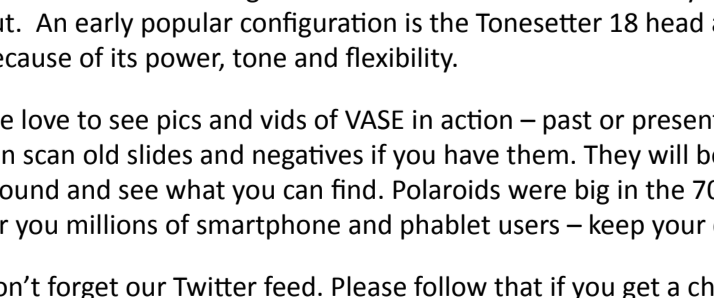 ut. An early popular configuration is the Tonesetter 18 head
ecause of its power, tone and flexibility.
e love to see pics and vids of VASE in action – past or present
n scan old slides and negatives if you have them. They will b
ound and see what you can find. Polaroids were big in the 70
r you millions of smartphone and phablet users – keep your
on't forget our Twitter feed. Please follow that if you get a ch